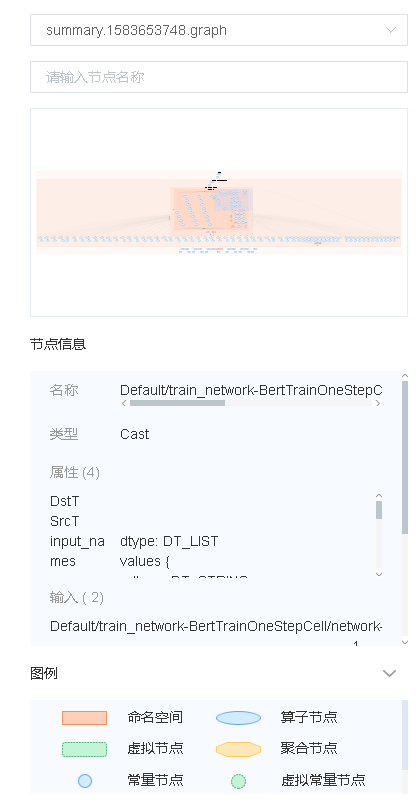 summary.1583653748.graph
请输入节点名称
节点信息
名称 Default/train_network-BertTrainOneStepC
类型 Cast
属性 (4)
DstT
SrcT
input_na dtype: DT_LIST
mes values {
输入 ( 2)
Default/train_network-BertTrainOneStepCell/network-
图例
命名空间 算子节点
虚拟节点 聚合节点
常量节点 虚拟常量节点